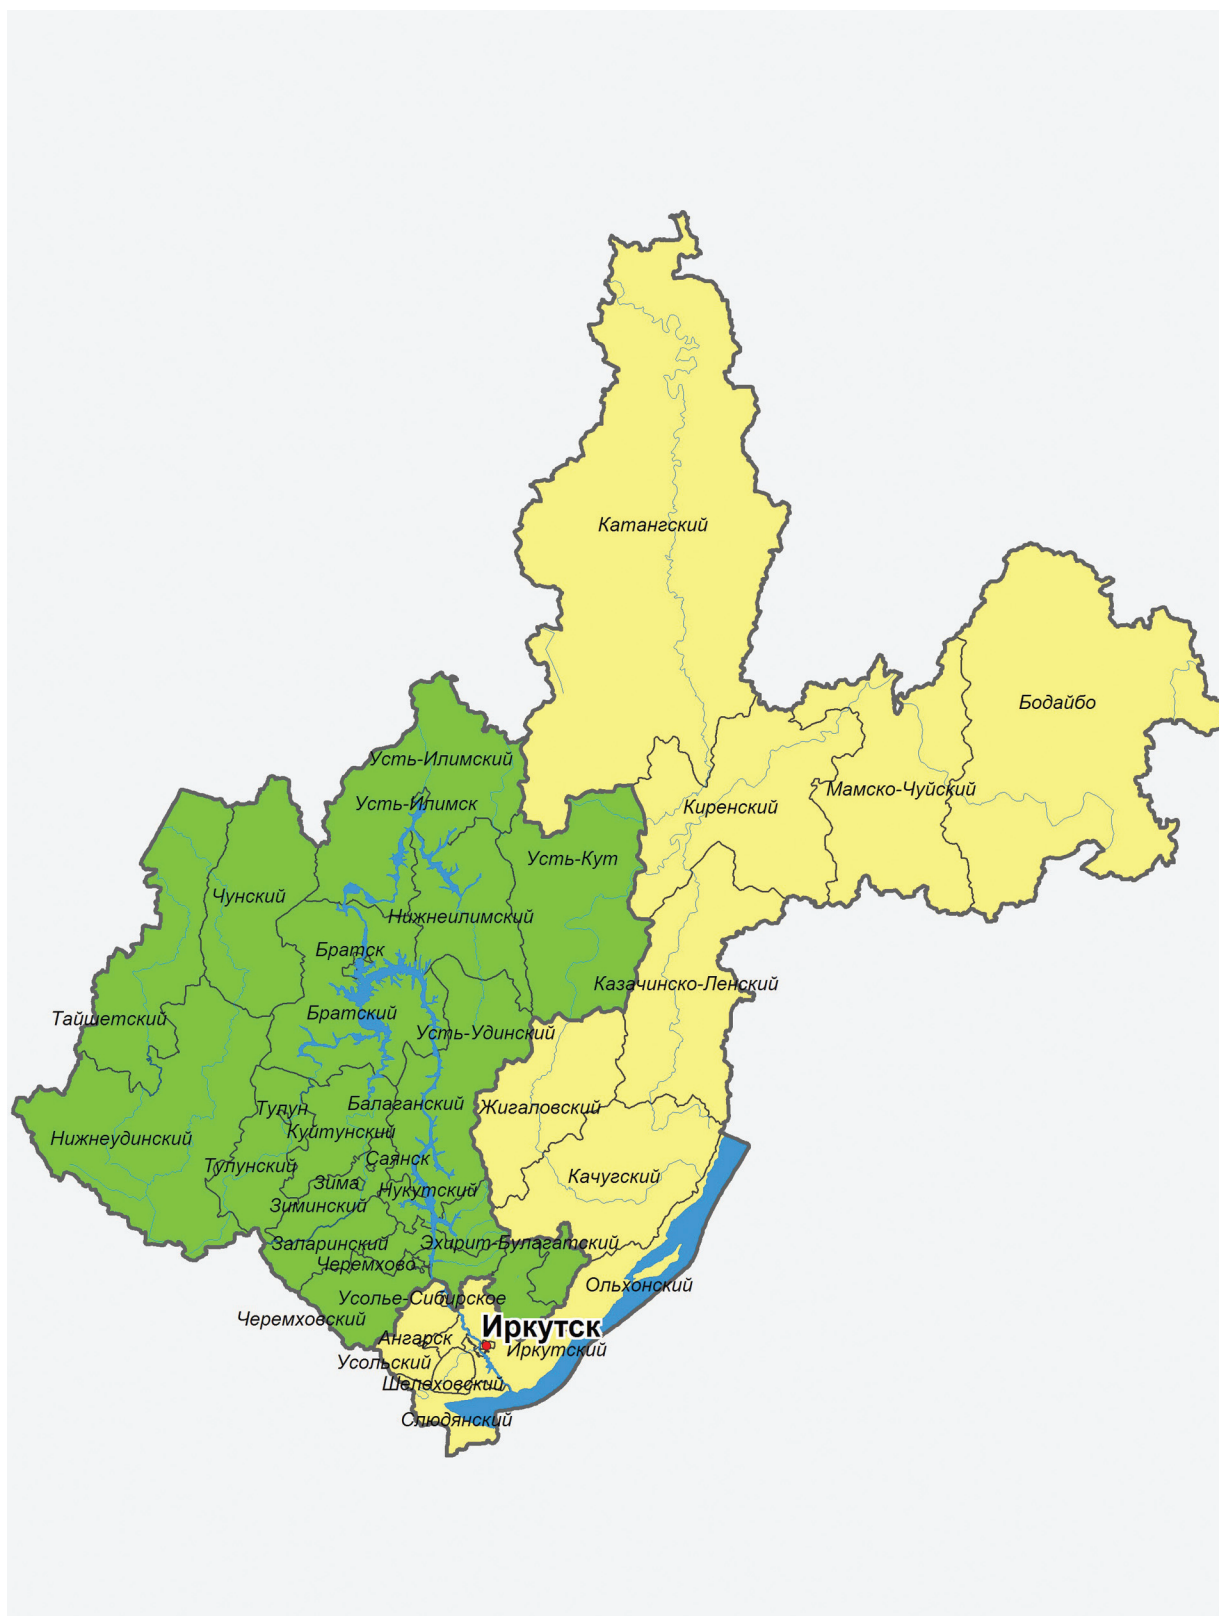 Катангский
Бодайбо
Усть-Илимский
Мамско-Чуйский
Усть-Илимск
Киренский
Усть-Кут
Чунский
Нижнеилимский
Братск
Казачинско-Ленский
Братский
Тайшетский
Усть-Удинский
Балаганский
Жигаловский
Тулун
Куйтунский
Нижнеудинский
Саянск
Тулунский
Качугский
Зима
Нукутский
Зиминский
Заларинский
Эхирит-Булагатский
Черемхово
Ольхонский
Усолье-Сибирское
Черемховский
Иркутск
Ангарск
Иркутский
Усольский
Шелеховский
Слюдянский